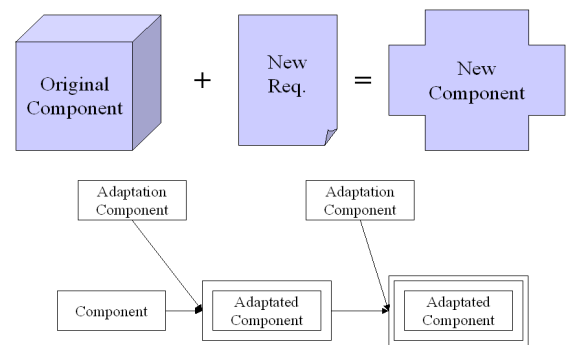 Original
Component
+
New
Req.
=
New
Component
Adaptation
Component
Adaptation
Component
Component
Adaptated
Component
Adaptated
Component